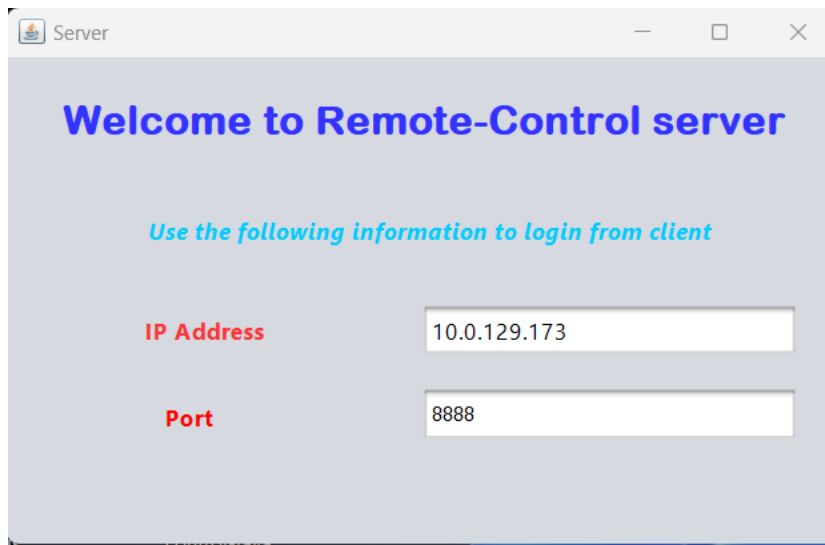 Server
Welcome to Remote-Control server
Use the following information to login from client
IP Address 10.0.129.173
Port 8888